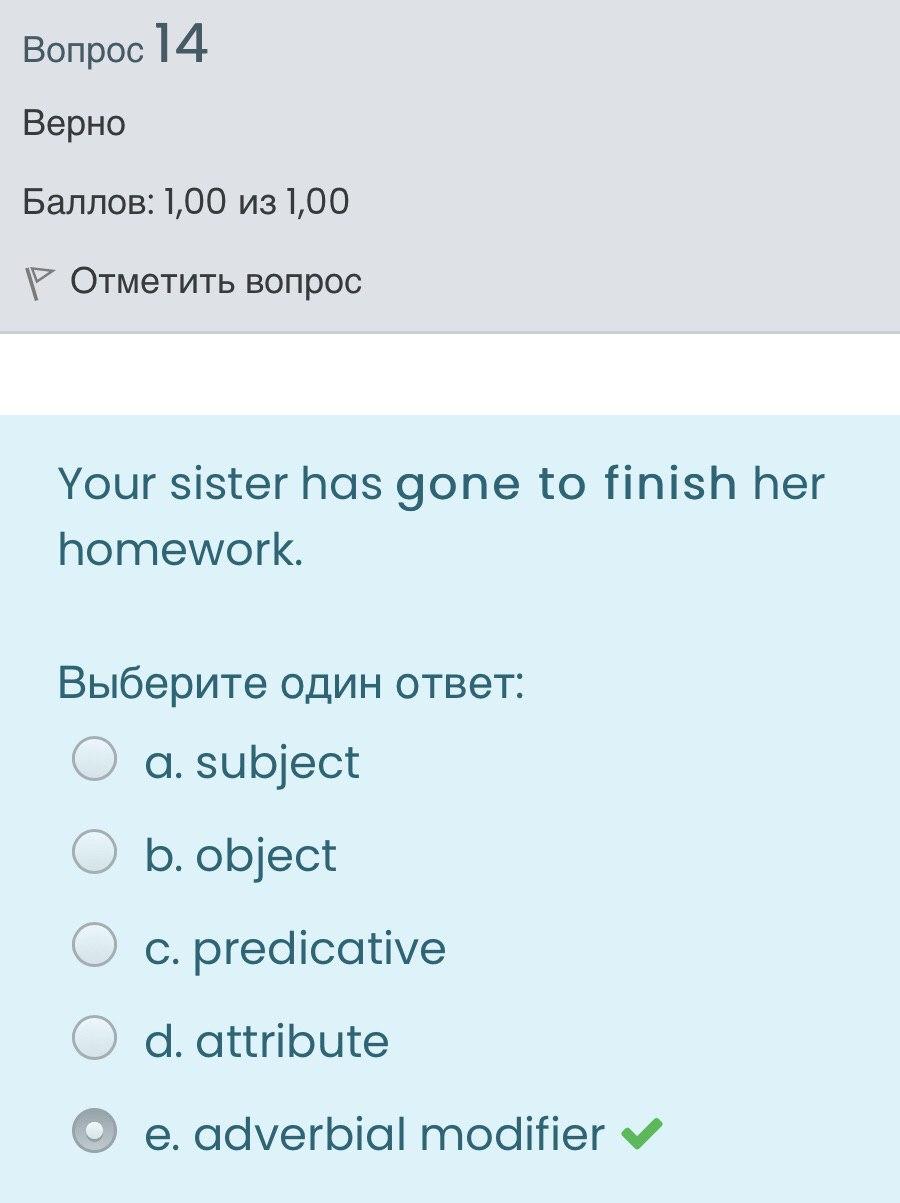 Вопрос 14
Верно
Баллов: 1,00 из 1,00
Отметить вопрос
Your sister has gone to finish her
homework.
Выберите один ответ:
a. subject
b. object
c. predicative
d. attribute
e. adverbial modifier